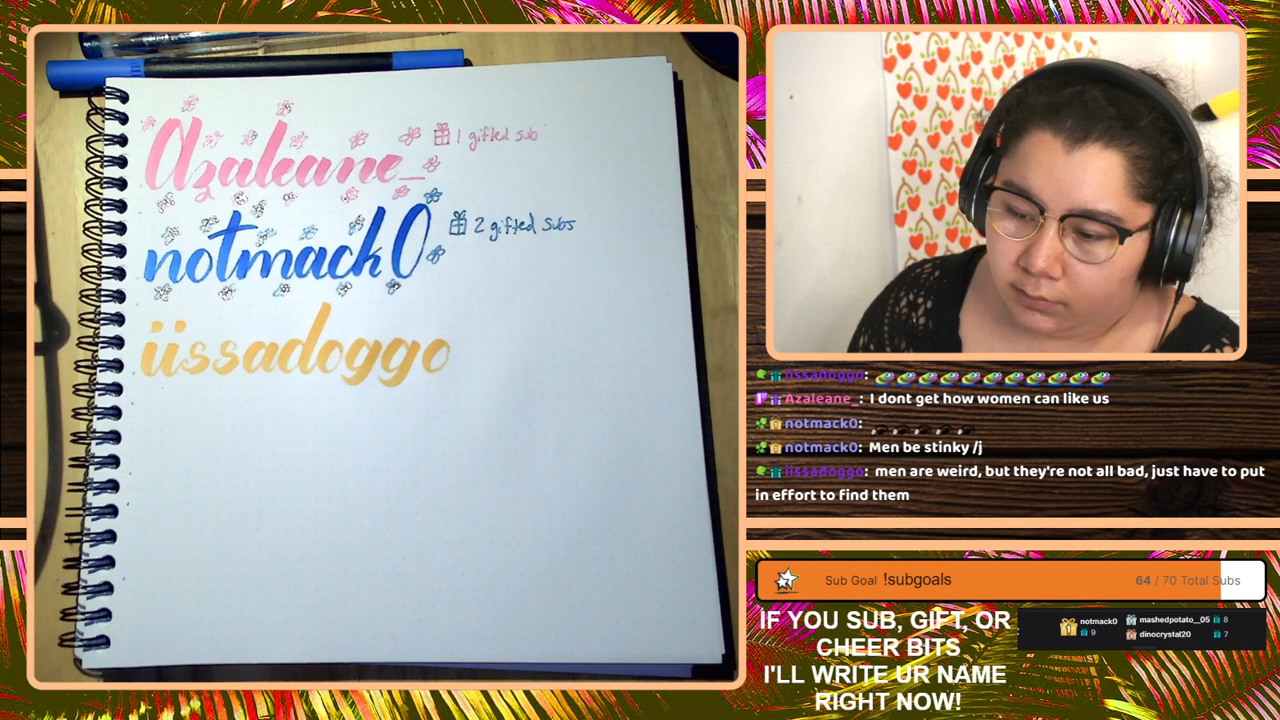 Azaleane_ 1 gifted sub
notmack0 2 gifted subs
iissadoggo
iissadoggo:
Azaleane_: I dont get how women can like us
notmack0:
notmack0: Men be stinky /j
iissadoggo: men are weird, but they're not all bad, just have to put
in effort to find them
Sub Goal !subgoals 64 / 70 Total Subs
IF YOU SUB, GIFT, OR
CHEER BITS
I'LL WRITE UR NAME
RIGHT NOW!
1 notmack0 9
mashedpotato__05 8
dinocrystal20 7